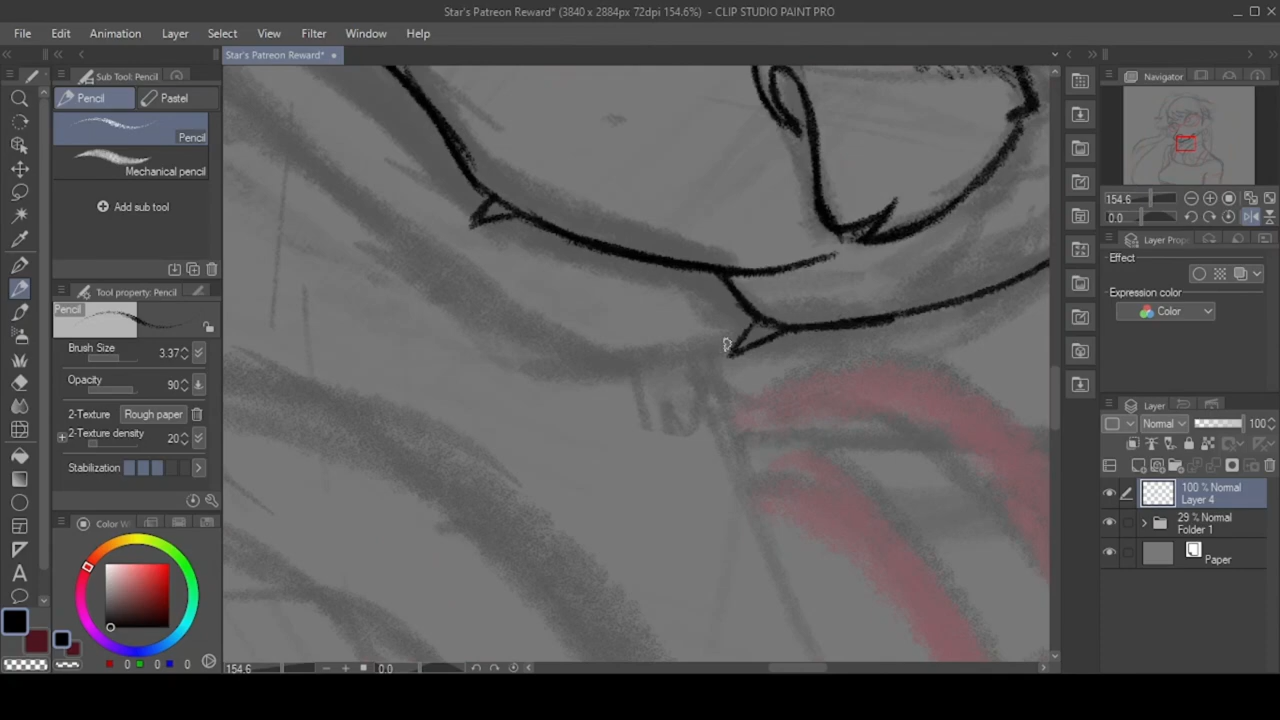 Star's Patreon Reward* (3840 x 2884px 72dpi 154.6%) - CLIP STUDIO PAINT PRO
File Edit Animation Layer Select View Filter Window Help
Star's Patreon Reward*
Sub Tool: Pencil
Pencil Pastel
Pencil
Mechanical pencil
Add sub tool
Tool property: Pencil
Pencil
Brush Size 3.37
Opacity 90
2-Texture Rough paper
2-Texture density 20
Stabilization
Color W
0 0 0
154.6 0.0
Navigator
154.6
0.0
Layer Prop
Effect
Expression color
Color
Layer
Normal 100
100 % Normal
Layer 4
29 % Normal
Folder 1
Paper